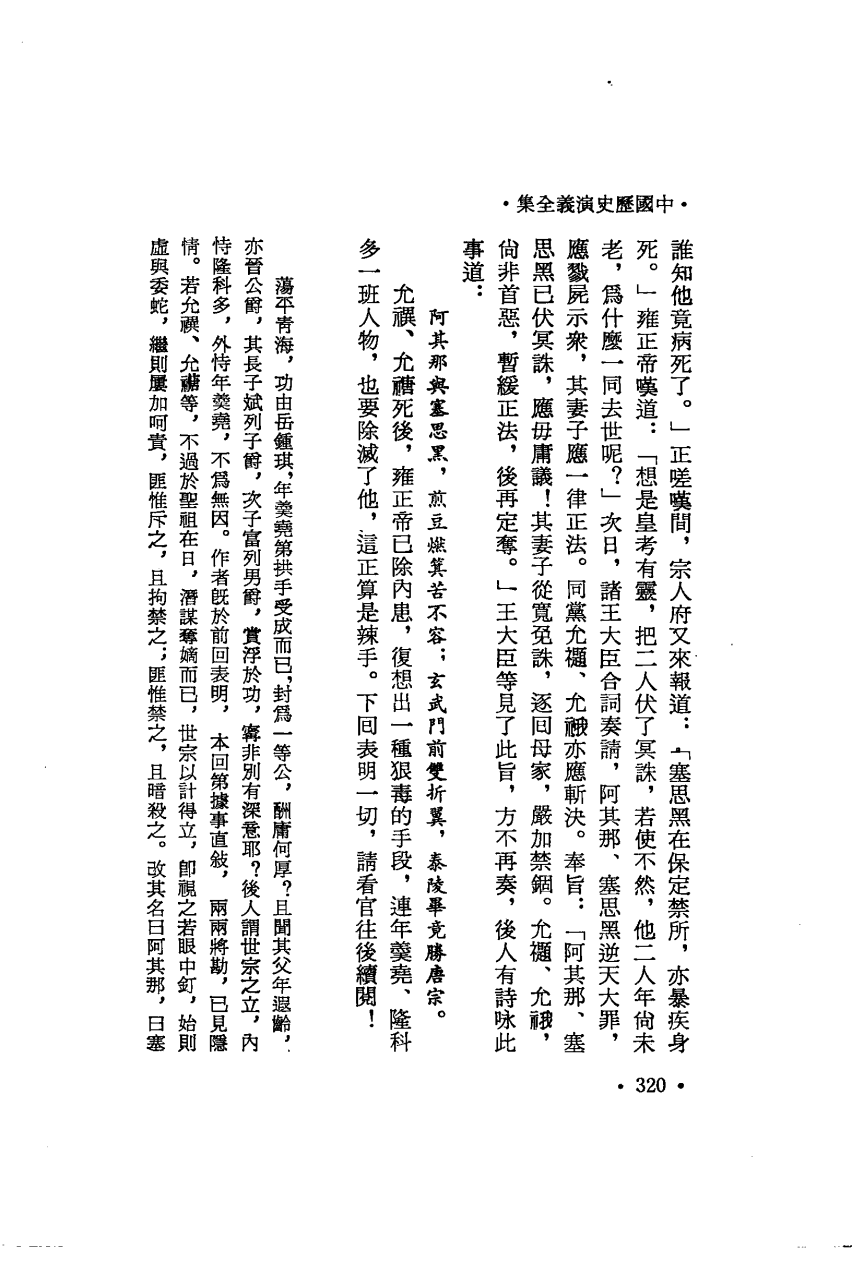 •中國歷史演義全集•
誰知他竟病死了。」正嗟嘆間，宗人府又來報道：「塞思黑在保定禁所，亦暴疾身
死。」雍正帝嘆道：「想是皇考有靈，把二人伏了冥誅，若使不然，他二人年尙未
老，爲什麼一同去世呢？」次日，諸王大臣合詞奏請，阿其那、塞思黑逆天大罪，
應戮屍示衆，其妻子應一律正法。同黨允禵、允䄉亦應斬決。奉旨：「阿其那、塞
思黑已伏冥誅，應毋庸議！其妻子從寬免誅，逐回母家，嚴加禁錮。允禵、允䄉，
尙非首惡，暫緩正法，後再定奪。」王大臣等見了此旨，方不再奏，後人有詩咏此
事道：
阿其那與塞思黑，煎豆燃箕苦不容；玄武門前雙折翼，泰陵畢竟勝唐宗。
允禩、允禟死後，雍正帝已除內患，復想出一種狠毒的手段，連年羹堯、隆科
多一班人物，也要除滅了他，這正算是辣手。下回表明一切，請看官往後續閱！
蕩平青海，功由岳鍾琪，年羹堯第拱手受成而已，封爲一等公，酬庸何厚？且聞其父年遐齡，
亦晉公爵，其長子斌列子爵，次子富列男爵，賞浮於功，寧非別有深意耶？後人謂世宗之立，內
恃隆科多，外恃年羹堯，不爲無因。作者旣於前回表明，本回第據事直敍，兩兩將勘，已見隱
情。若允禩、允禟等，不過於聖祖在日，潛謀奪嫡而已，世宗以計得立，卽視之若眼中釘，始則
虛與委蛇，繼則屢加呵責，匪惟斥之，且拘禁之；匪惟禁之，且暗殺之。改其名曰阿其那，曰塞
•320•